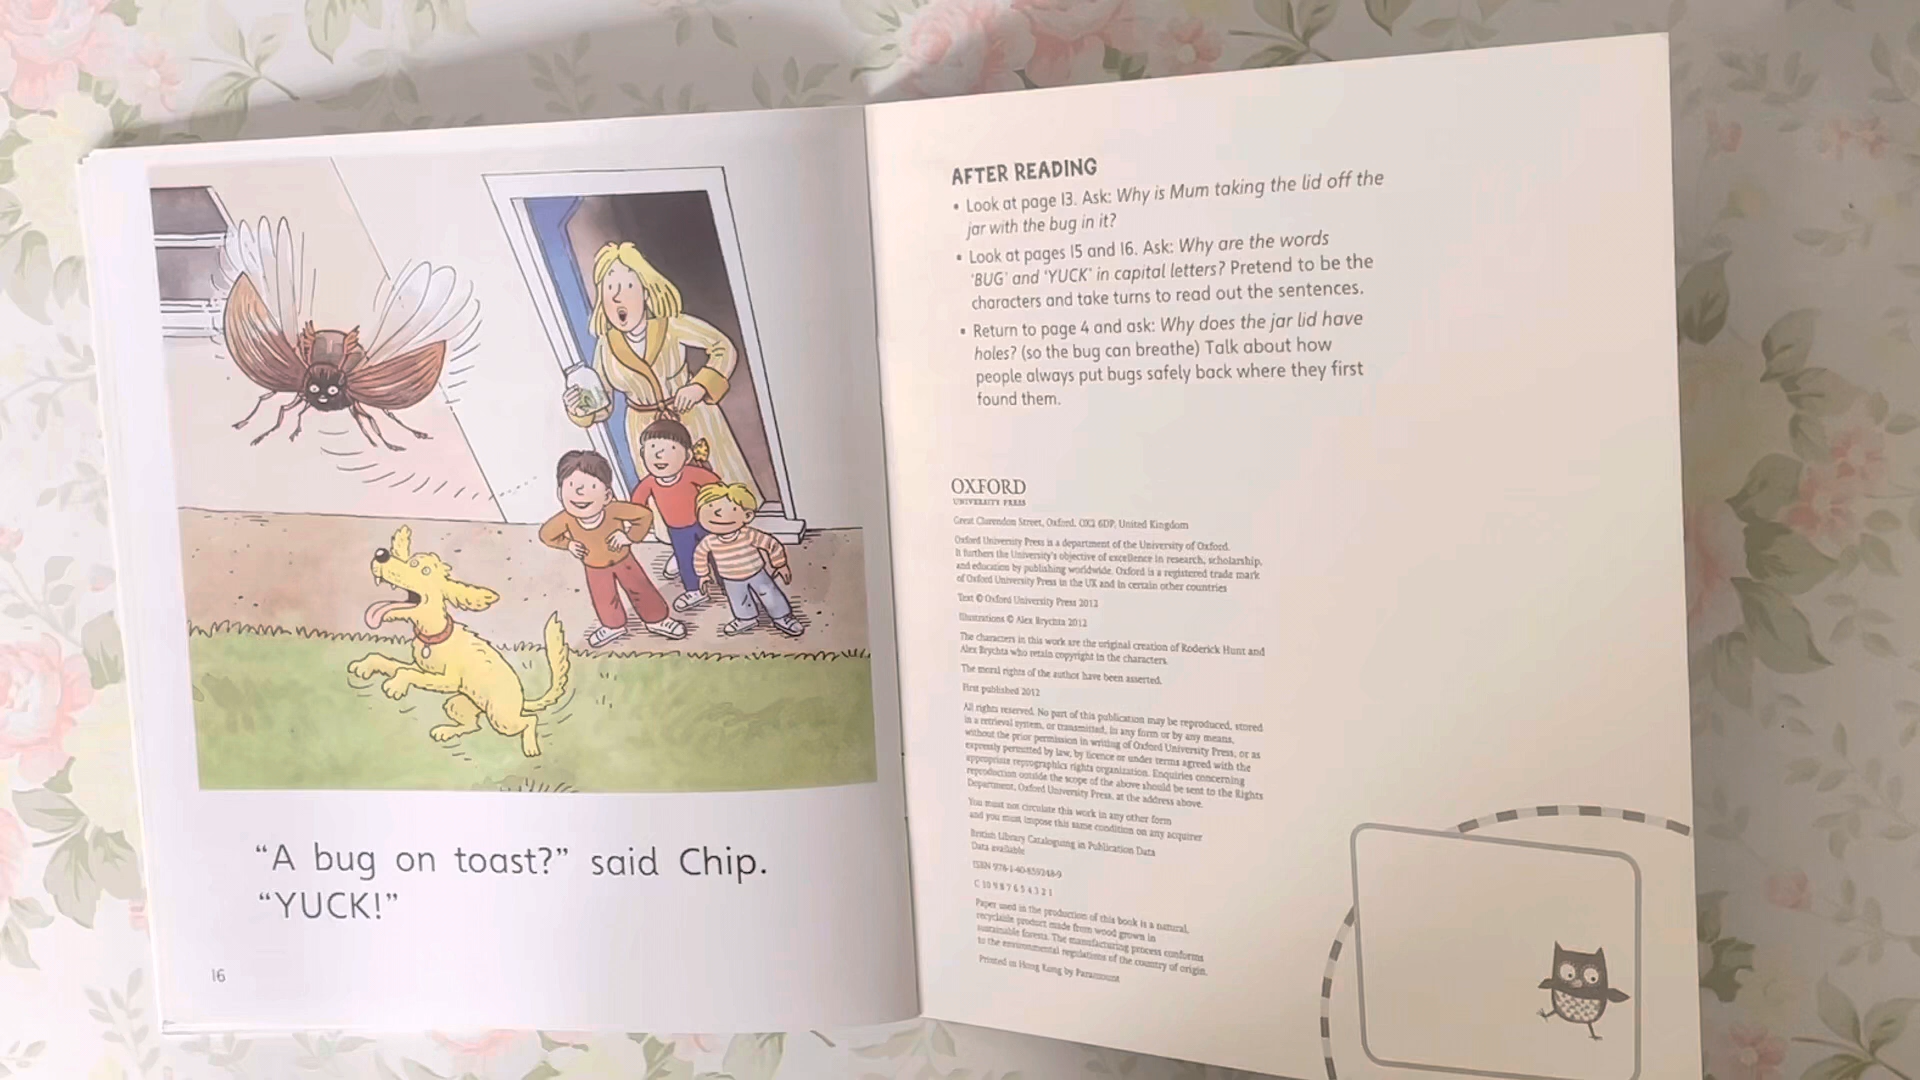 “A bug on toast?” said Chip.
“YUCK!”
16
AFTER READING
• Look at page 13. Ask: Why is Mum taking the lid off the
jar with the bug in it?
• Look at pages 15 and 16. Ask: Why are the words
‘BUG’ and ‘YUCK’ in capital letters? Pretend to be the
characters and take turns to read out the sentences.
• Return to page 4 and ask: Why does the jar lid have
holes? (so the bug can breathe) Talk about how
people always put bugs safely back where they first
found them.
OXFORD
UNIVERSITY PRESS
Great Clarendon Street, Oxford, OX2 6DP, United Kingdom
Oxford University Press is a department of the University of Oxford.
It furthers the University's objective of excellence in research, scholarship,
and education by publishing worldwide. Oxford is a registered trade mark
of Oxford University Press in the UK and in certain other countries
Text © Oxford University Press 2012
Illustrations © Alex Brychta 2012
The characters in this work are the original creation of Roderick Hunt and
Alex Brychta who retain copyright in the characters.
The moral rights of the author have been asserted.
First published 2012
All rights reserved. No part of this publication may be reproduced, stored
in a retrieval system, or transmitted, in any form or by any means,
without the prior permission in writing of Oxford University Press, or as
expressly permitted by law, by licence or under terms agreed with the
appropriate reprographics rights organization. Enquiries concerning
reproduction outside the scope of the above should be sent to the Rights
Department, Oxford University Press, at the address above.
You must not circulate this work in any other form
and you must impose this same condition on any acquirer
British Library Cataloguing in Publication Data
Data available
ISBN
C 10 9 8 7 6 5 4 3 2 1
Paper used in the production of this book is a natural,
recyclable product made from wood grown in
sustainable forests. The manufacturing process conforms
to the environmental regulations of the country of origin.
Printed in Hong Kong by Paramount